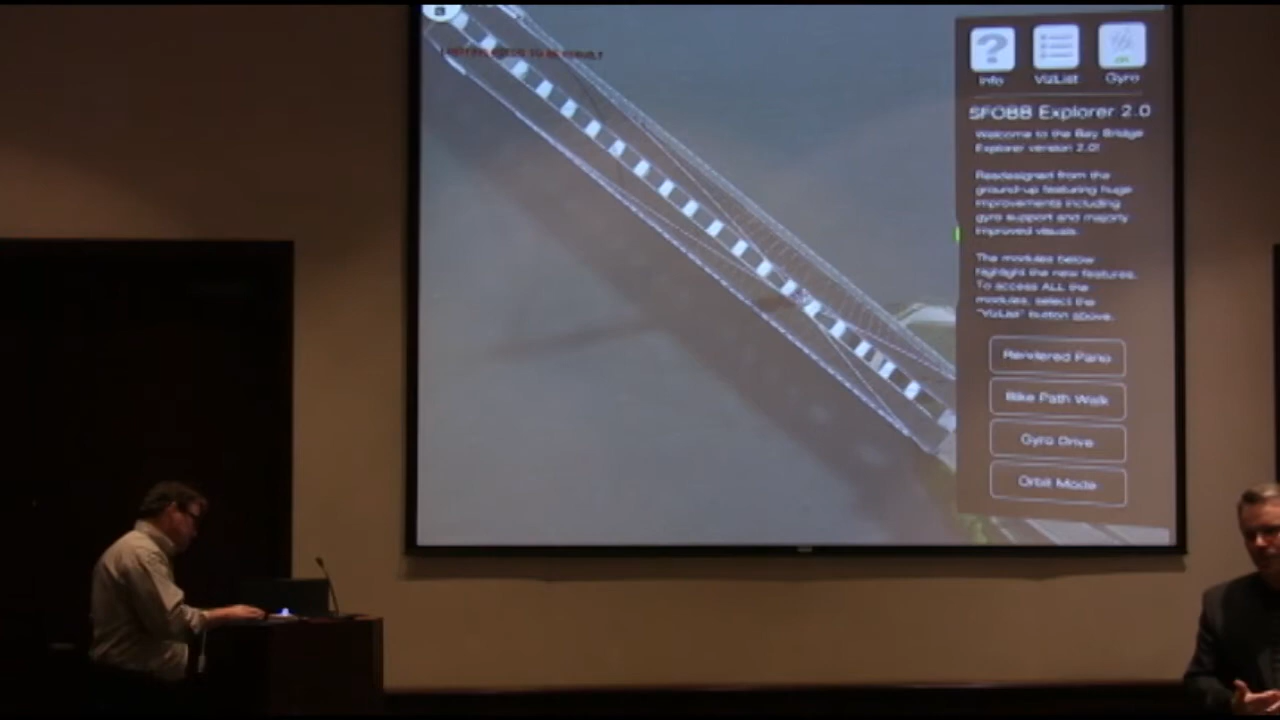 Info VizList Gyro
SFOBB Explorer 2.0
Welcome to the Bay Bridge
Explorer version 2.0!
Redesigned from the
ground-up featuring huge
improvements including
gyro support and majorly
improved visuals.
The modules below
highlight the new features.
To access ALL the
modules, select the
"VizList" button above.
Rendered Pano
Bike Path Walk
Gyro Drive
Orbit Mode